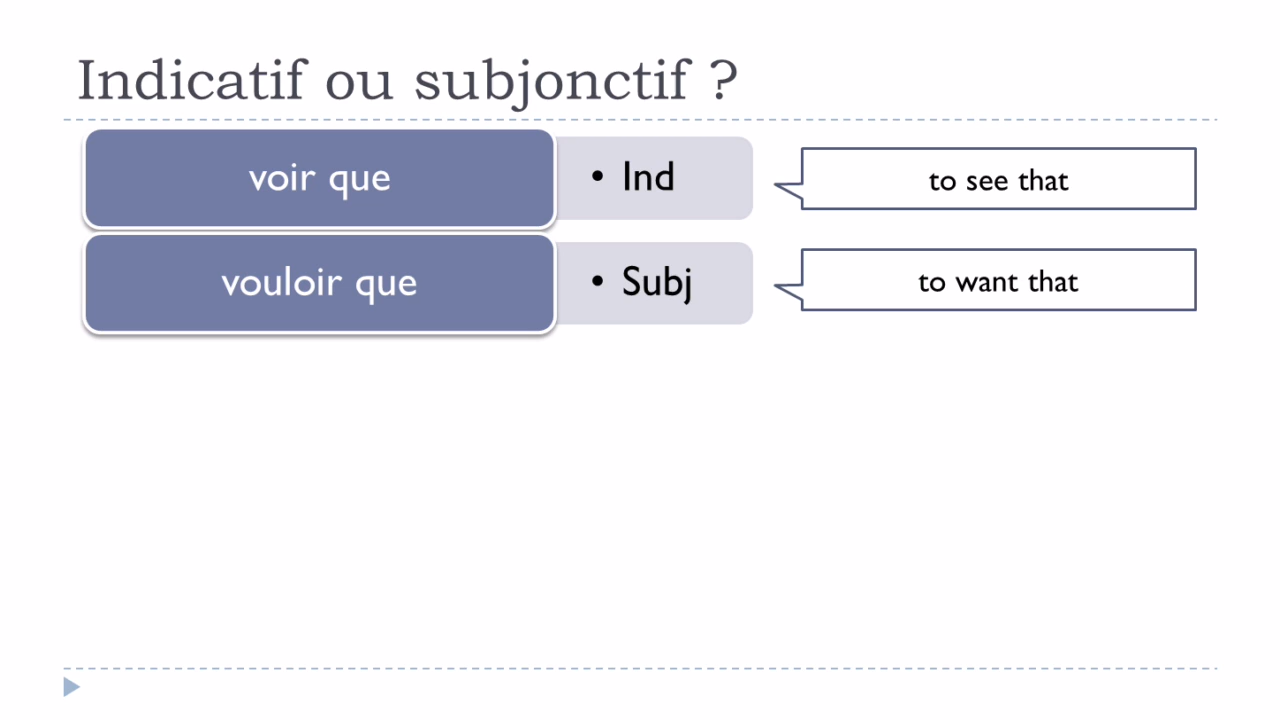 Indicatif ou subjonctif ?
voir que
• Ind
to see that
vouloir que
• Subj
to want that